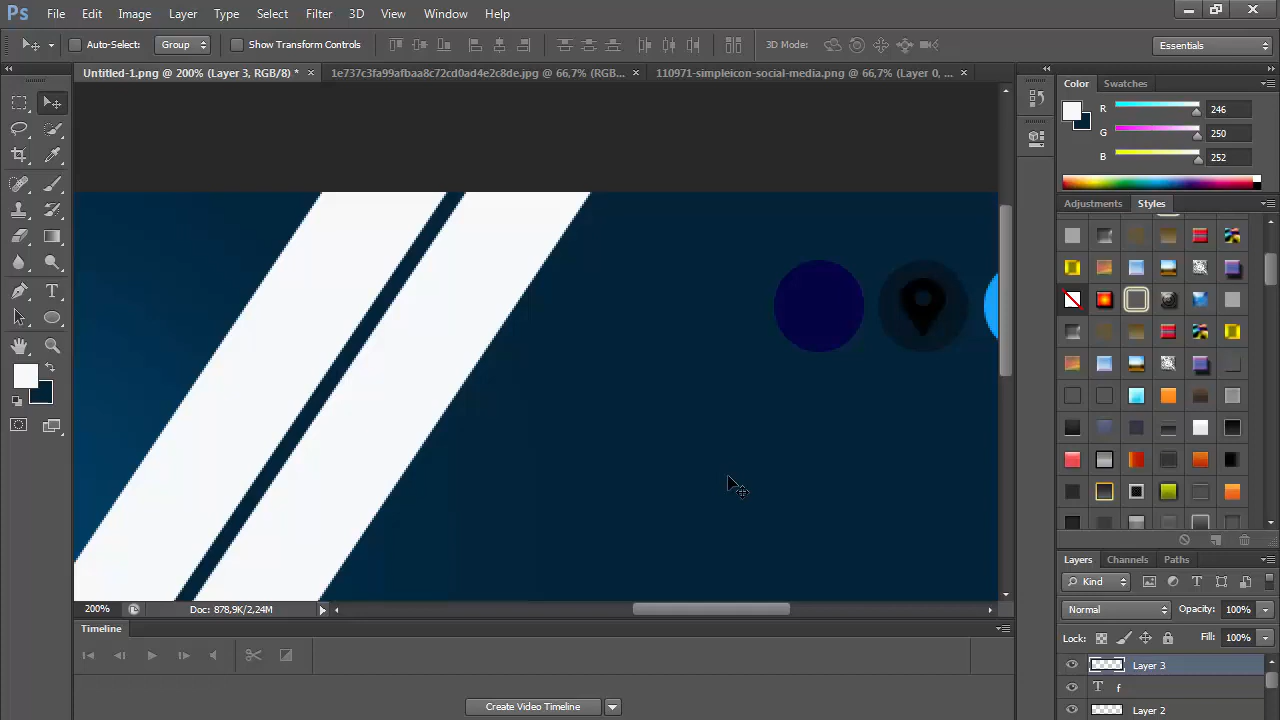 Ps File Edit Image Layer Type Select Filter 3D View Window Help
Auto-Select: Group Show Transform Controls 3D Mode: Essentials
Untitled-1.png @ 200% (Layer 3, RGB/8) * × 1e737c3fa99afbaa8c72cd0ad4e2c8de.jpg @ 66,7% (RGB... × 110971-simpleicon-social-media.png @ 66,7% (Layer 0, ... ×
Color Swatches
R 246
G 250
B 252
Adjustments Styles
Layers Channels Paths
Kind
Normal Opacity: 100%
Lock: Fill: 100%
Layer 3
T f
Layer 2
200% Doc: 878,9K/2,24M
Timeline
Create Video Timeline